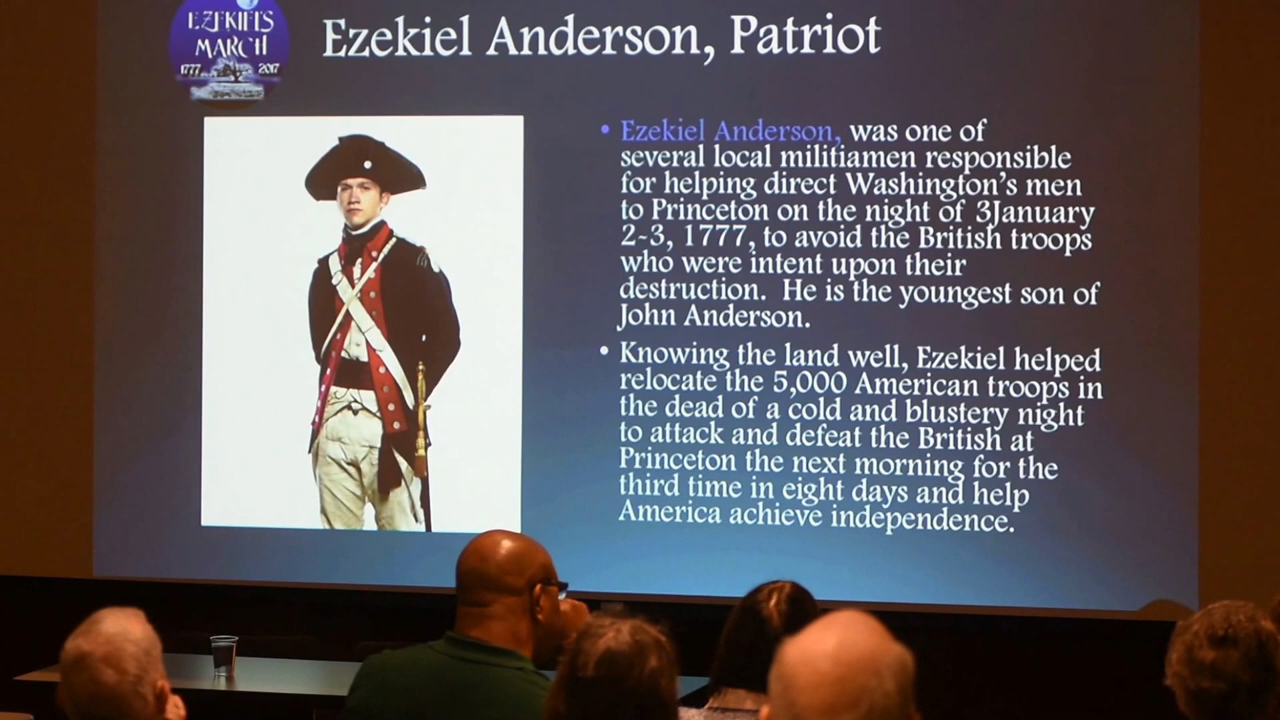 EZEKIEL'S
MARCH
1777 2017
Ezekiel Anderson, Patriot
• Ezekiel Anderson, was one of
several local militiamen responsible
for helping direct Washington's men
to Princeton on the night of 3January
2-3, 1777, to avoid the British troops
who were intent upon their
destruction. He is the youngest son of
John Anderson.
• Knowing the land well, Ezekiel helped
relocate the 5,000 American troops in
the dead of a cold and blustery night
to attack and defeat the British at
Princeton the next morning for the
third time in eight days and help
America achieve independence.